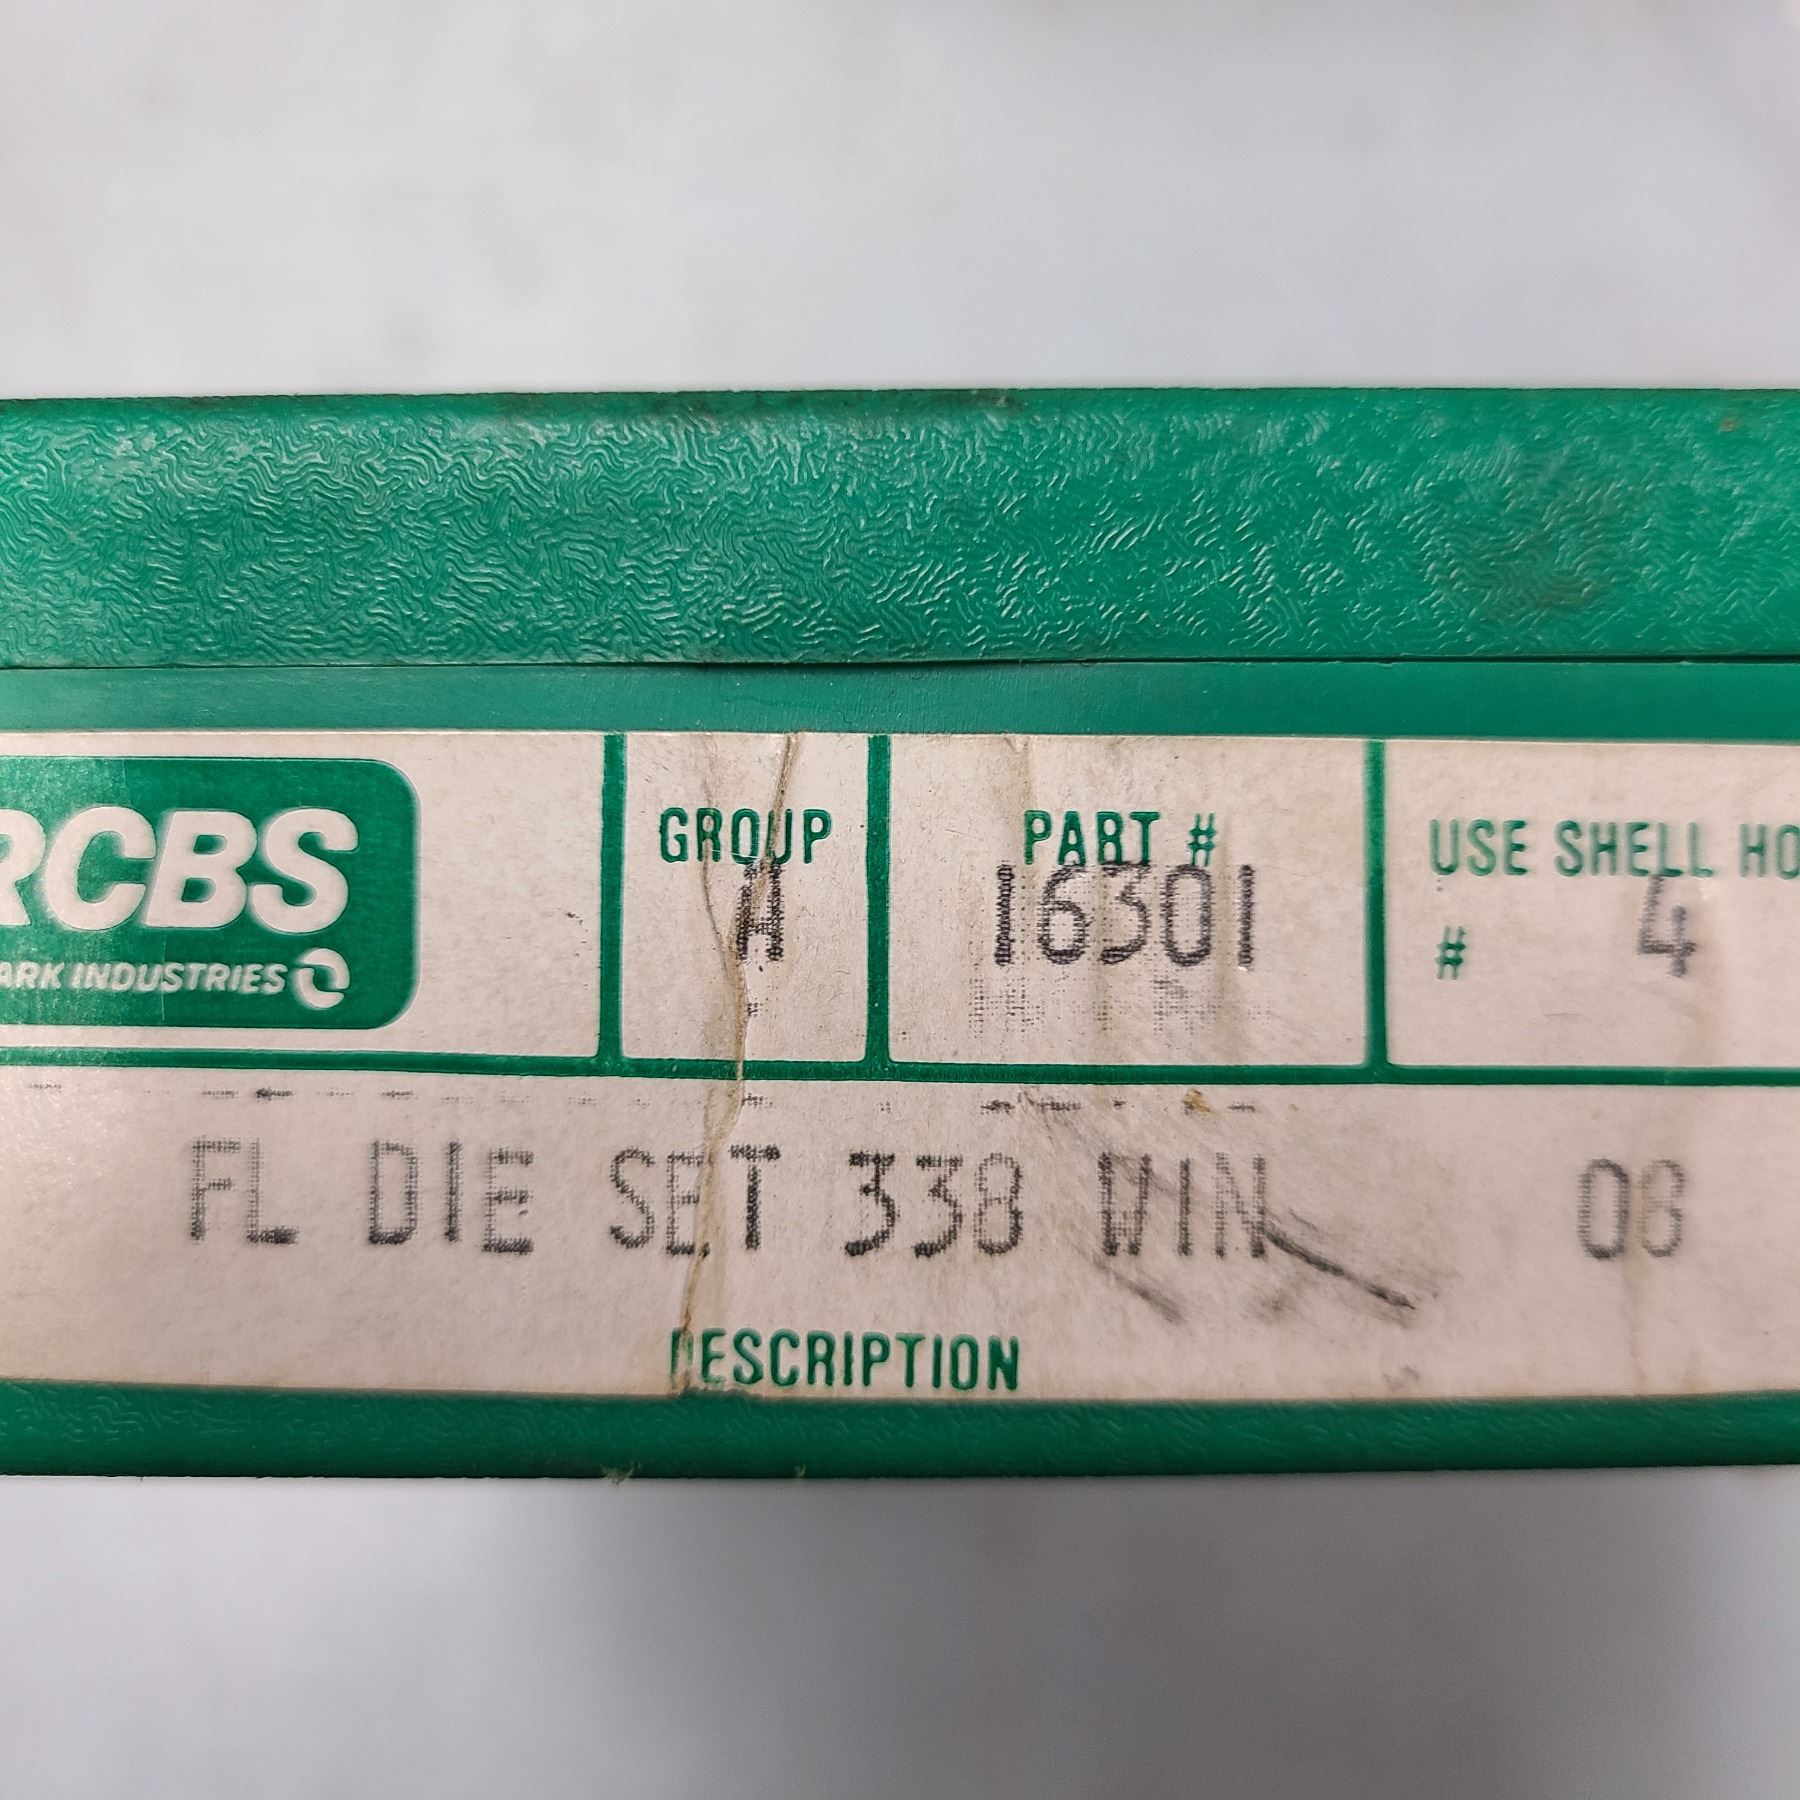 RCBS
ARK INDUSTRIES
GROUP
A
PART #
16301
USE SHELL HO
# 4
FL DIE SET 338 WIN 08
DESCRIPTION